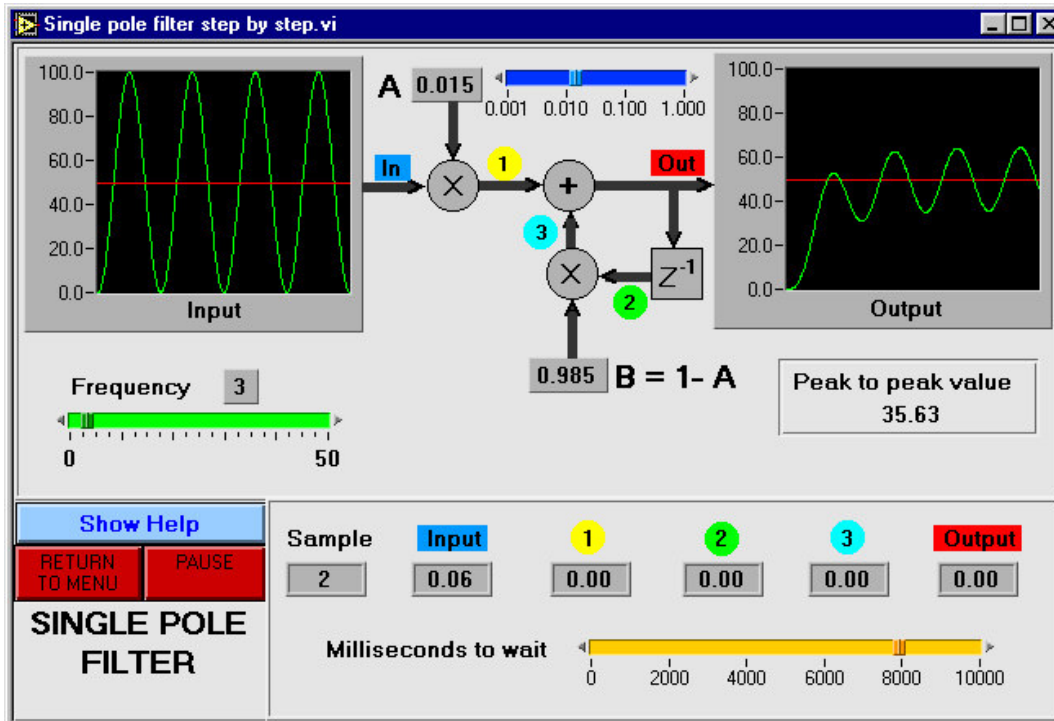 Single pole filter step by step.vi
100.0
80.0
60.0
40.0
20.0
0.0
Input
A 0.015
0.001 0.010 0.100 1.000
In
1
+
Out
3
×
×
Z-1
2
0.985 B = 1- A
100.0
80.0
60.0
40.0
20.0
0.0
Output
Frequency 3
0 50
Peak to peak value
35.63
Show Help
RETURN
TO MENU
PAUSE
SINGLE POLE
FILTER
Sample Input 1 2 3 Output
2 0.06 0.00 0.00 0.00 0.00
Milliseconds to wait
0 2000 4000 6000 8000 10000